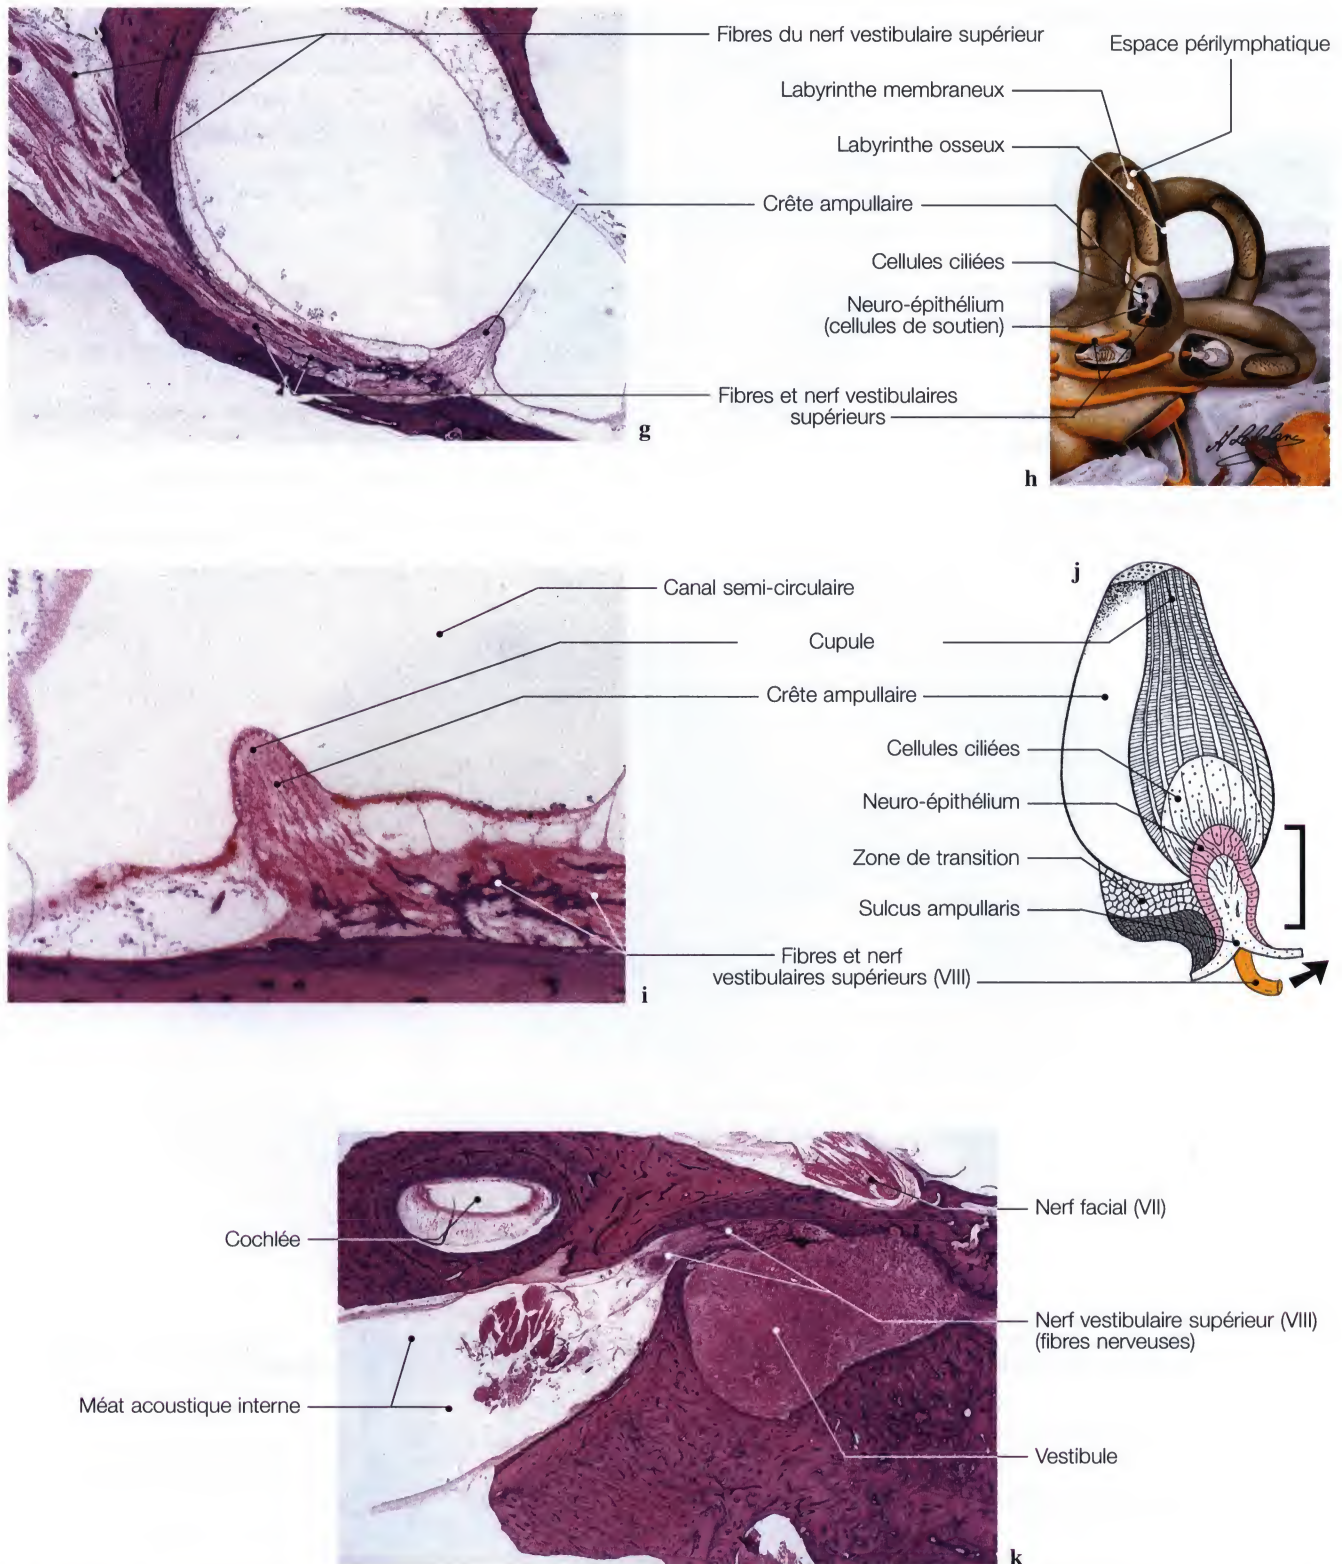 Fibres du nerf vestibulaire supérieur
Espace périlymphatique
Labyrinthe membraneux
Labyrinthe osseux
Crête ampullaire
Cellules ciliées
Neuro-épithélium
(cellules de soutien)
Fibres et nerf vestibulaires
supérieurs
g
h
j
Canal semi-circulaire
Cupule
Crête ampullaire
Cellules ciliées
Neuro-épithélium
Zone de transition
Sulcus ampullaris
Fibres et nerf
vestibulaires supérieurs (VIII)
i
Cochlée
Nerf facial (VII)
Nerf vestibulaire supérieur (VIII)
(fibres nerveuses)
Méat acoustique interne
Vestibule
k